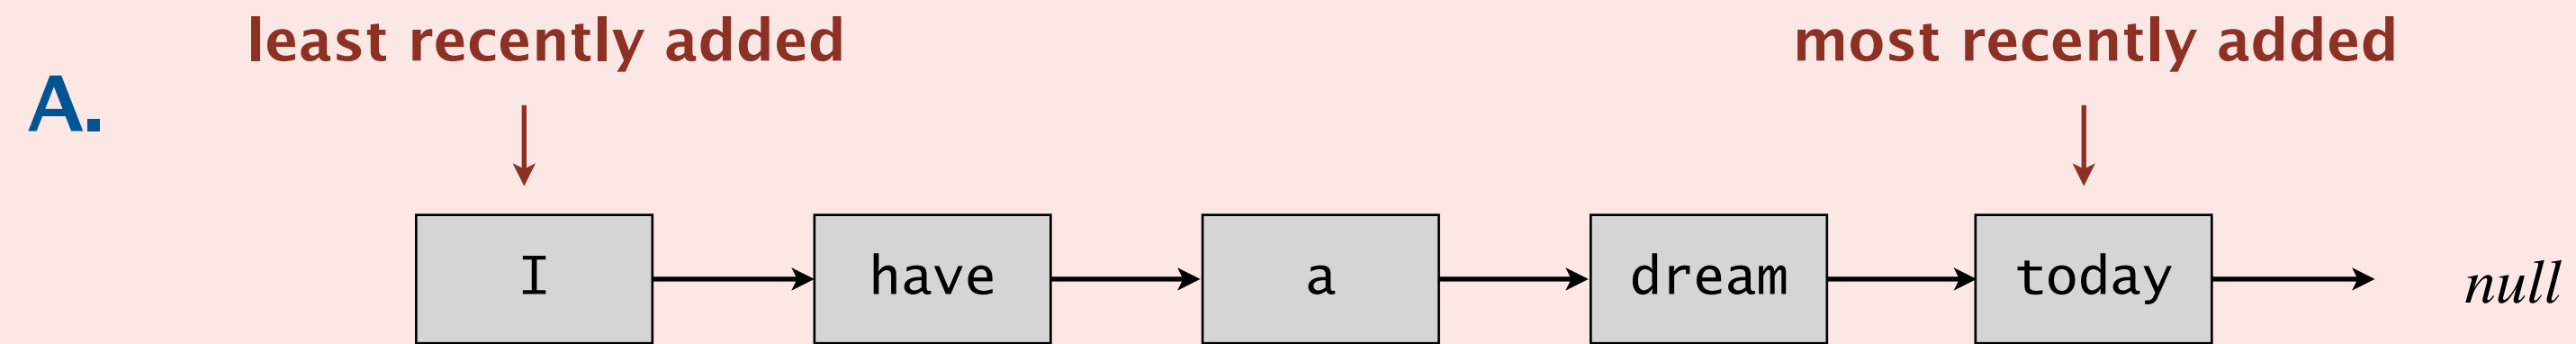 least recently added most recently added
A.
I have a dream today null